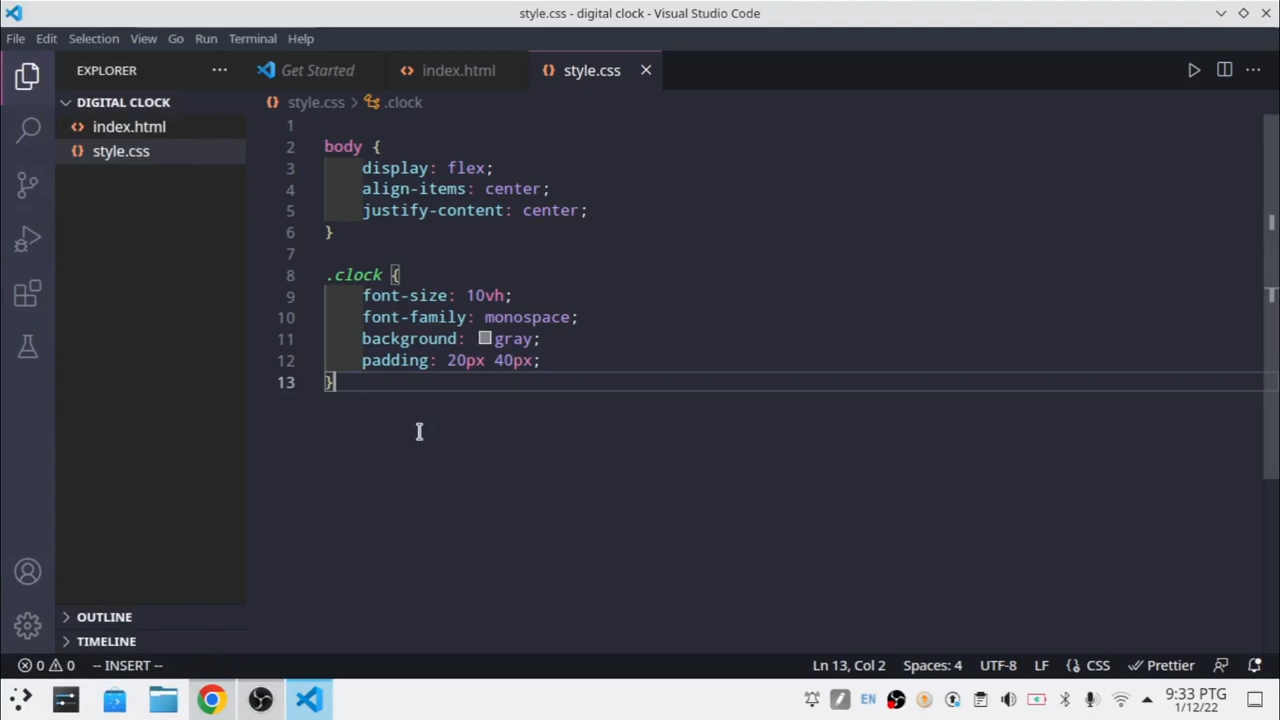 style.css - digital clock - Visual Studio Code
File Edit Selection View Go Run Terminal Help
EXPLORER
Get Started
index.html
style.css
DIGITAL CLOCK
index.html
style.css
style.css > .clock
1
2 body {
3 display: flex;
4 align-items: center;
5 justify-content: center;
6 }
7
8 .clock {
9 font-size: 10vh;
10 font-family: monospace;
11 background: gray;
12 padding: 20px 40px;
13 }
OUTLINE
TIMELINE
0 0 -- INSERT -- Ln 13, Col 2 Spaces: 4 UTF-8 LF CSS Prettier
EN 9:33 PTG
1/12/22